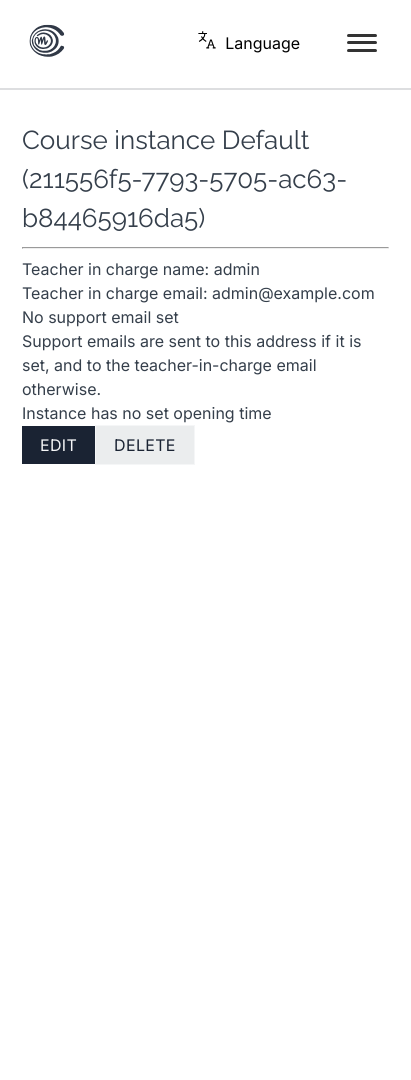 Language
Course instance Default
(211556f5-7793-5705-ac63-
b84465916da5)
Teacher in charge name: admin
Teacher in charge email: admin@example.com
No support email set
Support emails are sent to this address if it is
set, and to the teacher-in-charge email
otherwise.
Instance has no set opening time
EDIT DELETE